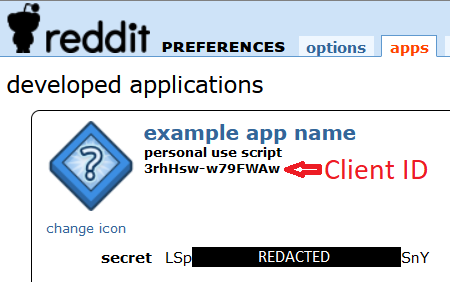 reddit PREFERENCES options apps
developed applications
example app name
personal use script
3rhHsw-w79FWAw Client ID
change icon
secret LSp REDACTED SnY